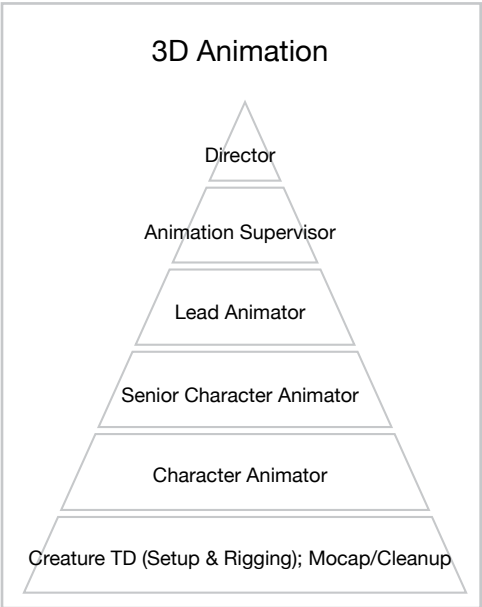 3D Animation
Director
Animation Supervisor
Lead Animator
Senior Character Animator
Character Animator
Creature TD (Setup & Rigging); Mocap/Cleanup